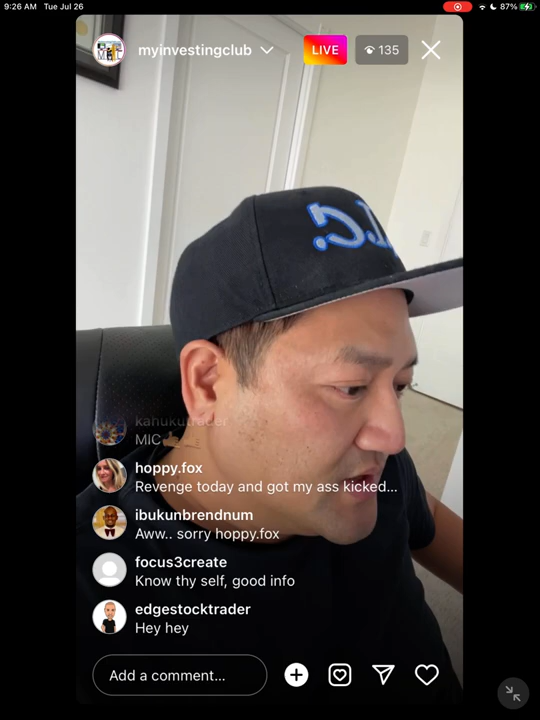 9:26 AM Tue Jul 26
87%
myinvestingclub
LIVE
135
kahukutrader
MIC
hoppy.fox
Revenge today and got my ass kicked...
ibukunbrendnum
Aww.. sorry hoppy.fox
focus3create
Know thy self, good info
edgestocktrader
Hey hey
Add a comment...